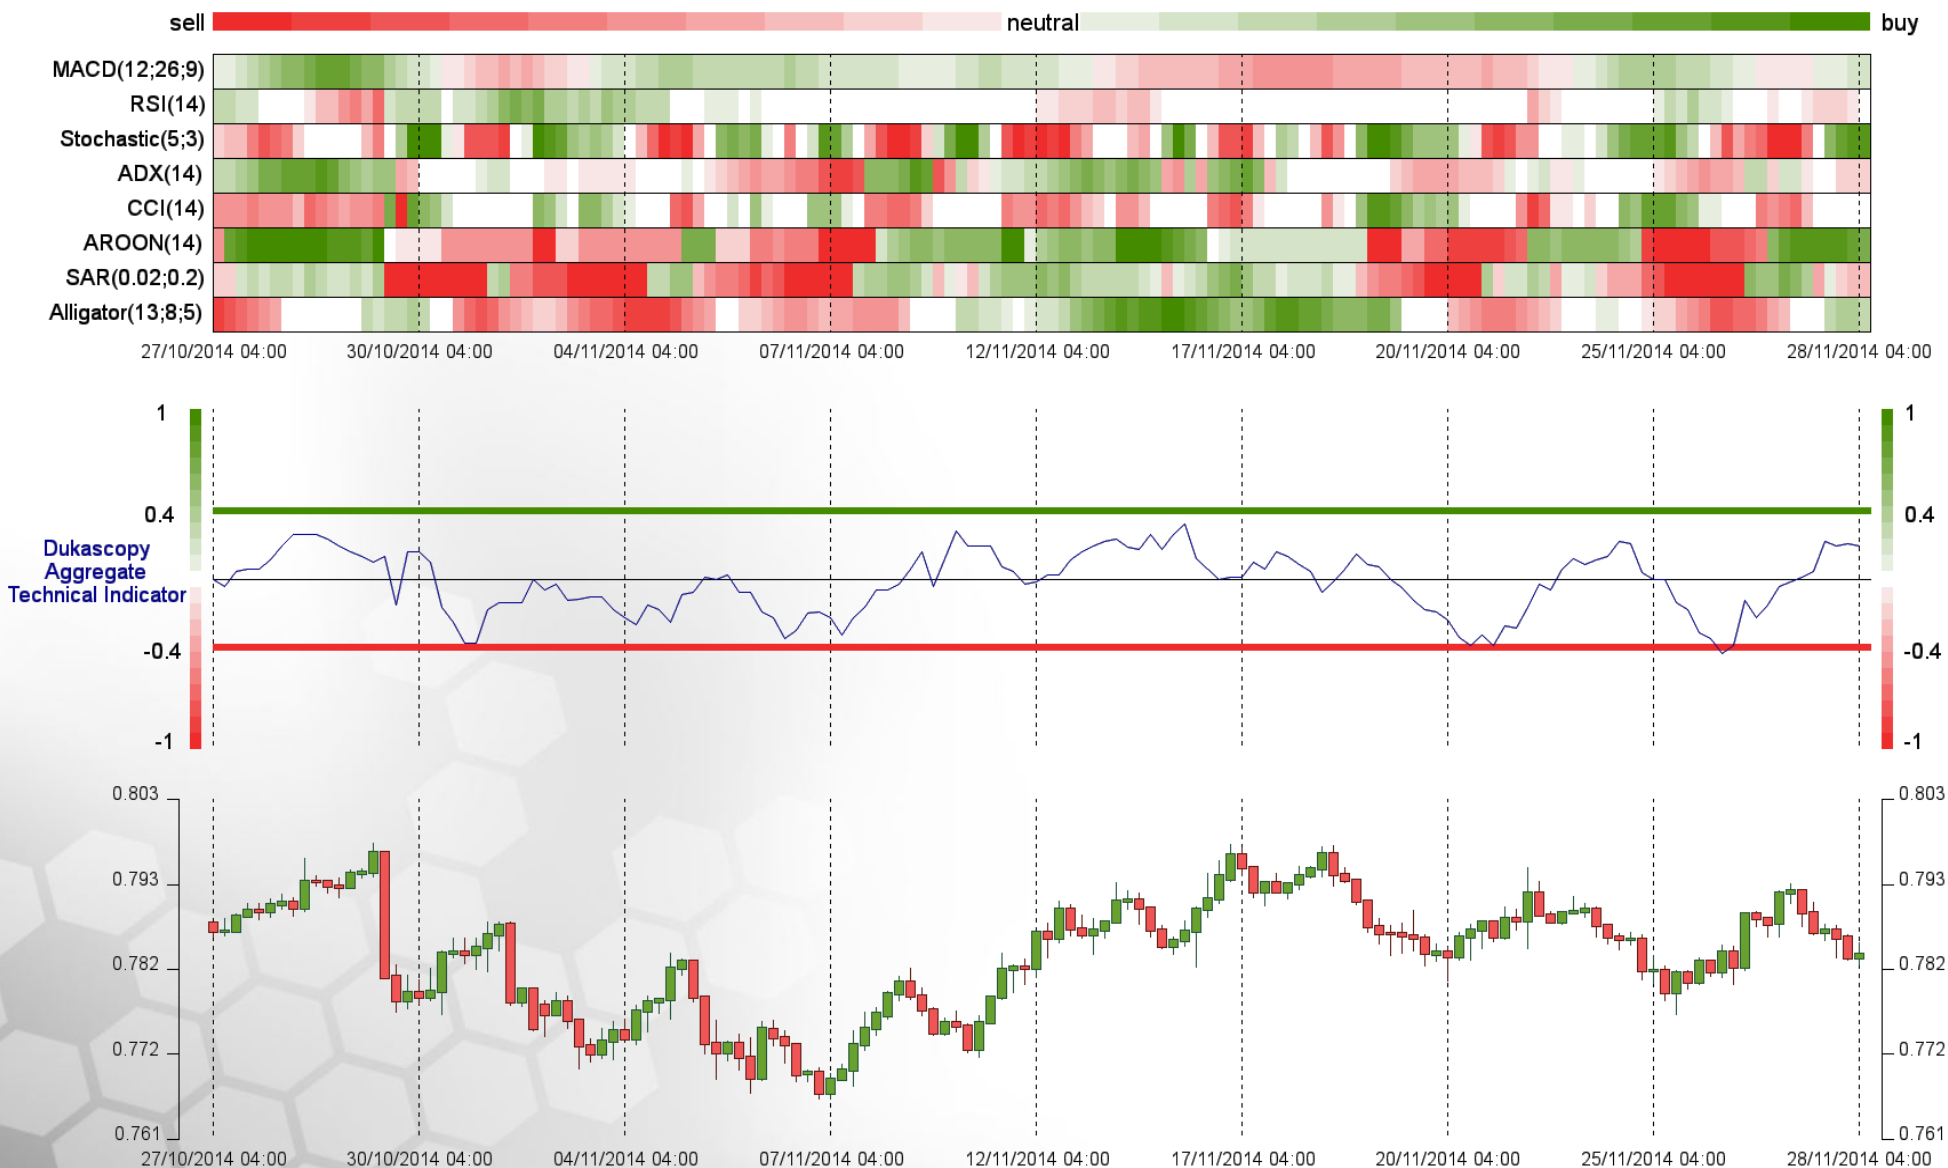 sell neutral buy
MACD(12;26;9)
RSI(14)
Stochastic(5;3)
ADX(14)
CCI(14)
AROON(14)
SAR(0.02;0.2)
Alligator(13;8;5)
27/10/2014 04:00 30/10/2014 04:00 04/11/2014 04:00 07/11/2014 04:00 12/11/2014 04:00 17/11/2014 04:00 20/11/2014 04:00 25/11/2014 04:00 28/11/2014 04:00
1 1
0.4 0.4
Dukascopy
Aggregate
Technical Indicator
-0.4 -0.4
-1 -1
0.803 0.803
0.793 0.793
0.782 0.782
0.772 0.772
0.761 0.761
27/10/2014 04:00 30/10/2014 04:00 04/11/2014 04:00 07/11/2014 04:00 12/11/2014 04:00 17/11/2014 04:00 20/11/2014 04:00 25/11/2014 04:00 28/11/2014 04:00